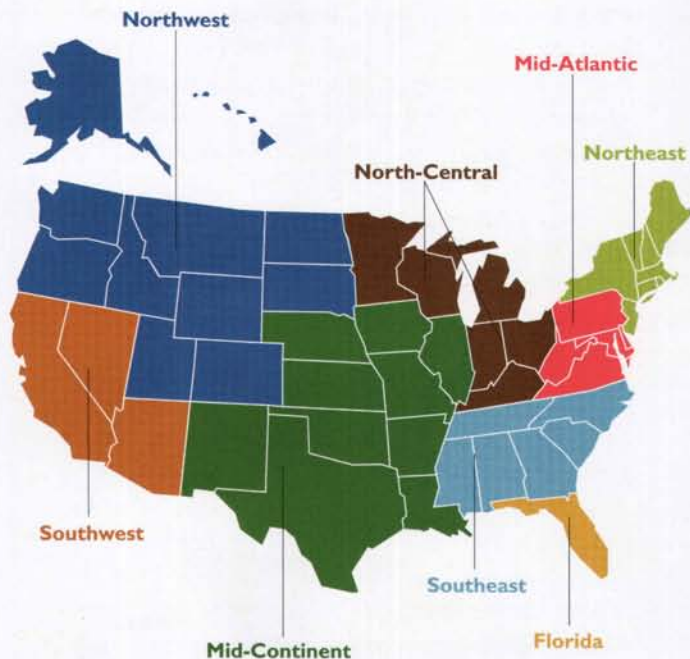 Northwest
Mid-Atlantic
Northeast
North-Central
Southwest
Southeast
Florida
Mid-Continent